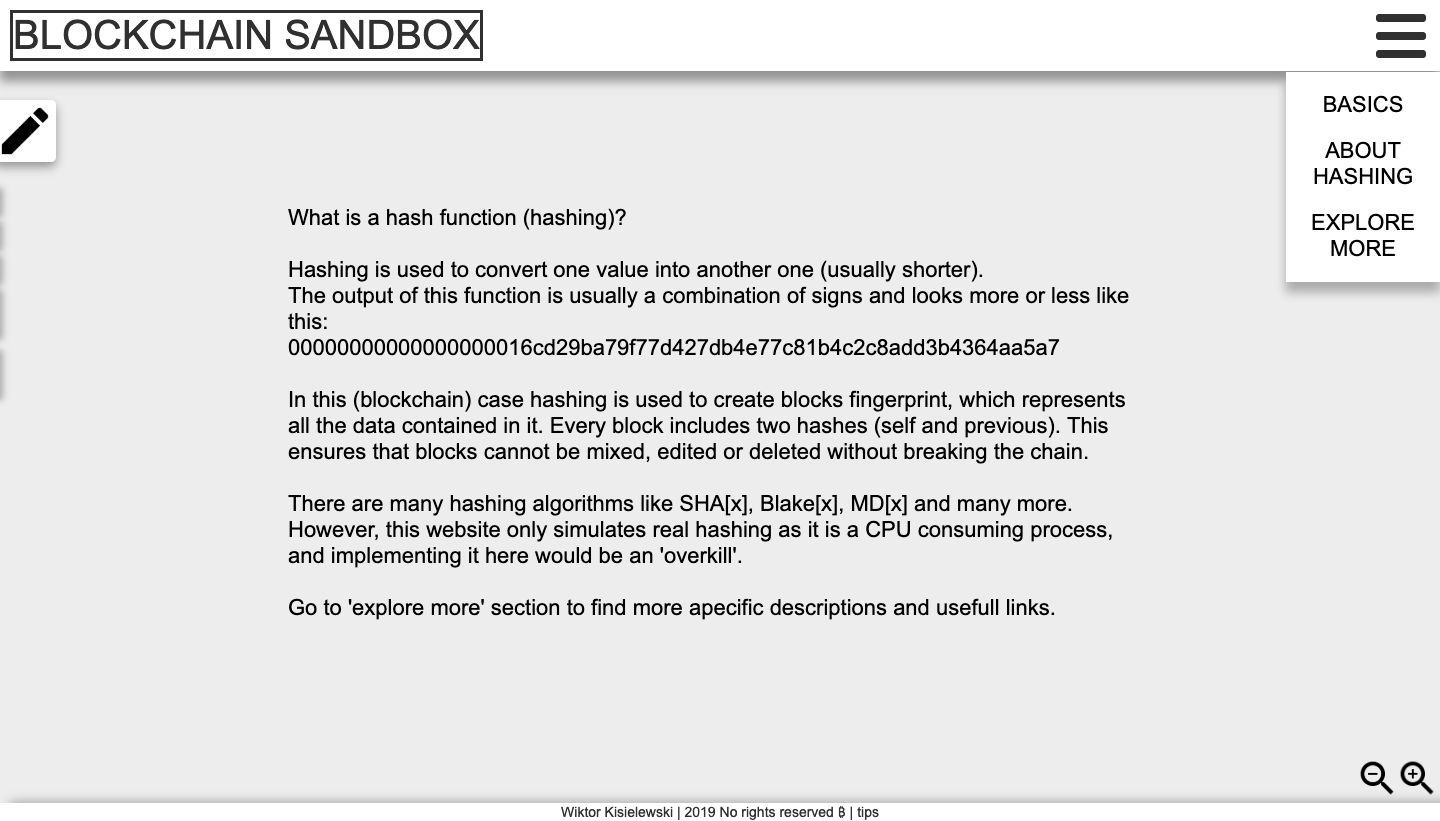 BLOCKCHAIN SANDBOX
BASICS
ABOUT
HASHING
EXPLORE
MORE
What is a hash function (hashing)?
Hashing is used to convert one value into another one (usually shorter).
The output of this function is usually a combination of signs and looks more or less like
this:
00000000000000000016cd29ba79f77d427db4e77c81b4c2c8add3b4364aa5a7
In this (blockchain) case hashing is used to create blocks fingerprint, which represents
all the data contained in it. Every block includes two hashes (self and previous). This
ensures that blocks cannot be mixed, edited or deleted without breaking the chain.
There are many hashing algorithms like SHA[x], Blake[x], MD[x] and many more.
However, this website only simulates real hashing as it is a CPU consuming process,
and implementing it here would be an 'overkill'.
Go to 'explore more' section to find more apecific descriptions and usefull links.
Wiktor Kisielewski | 2019 No rights reserved ₿ | tips